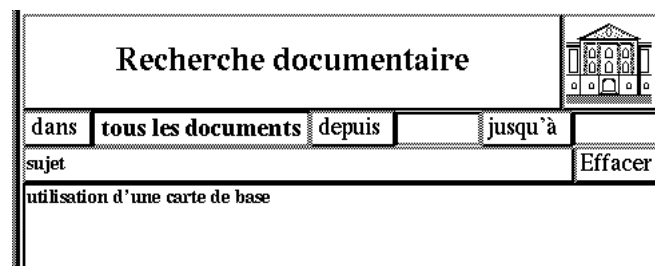 Recherche documentaire
dans tous les documents depuis jusqu'à
sujet Effacer
utilisation d'une carte de base